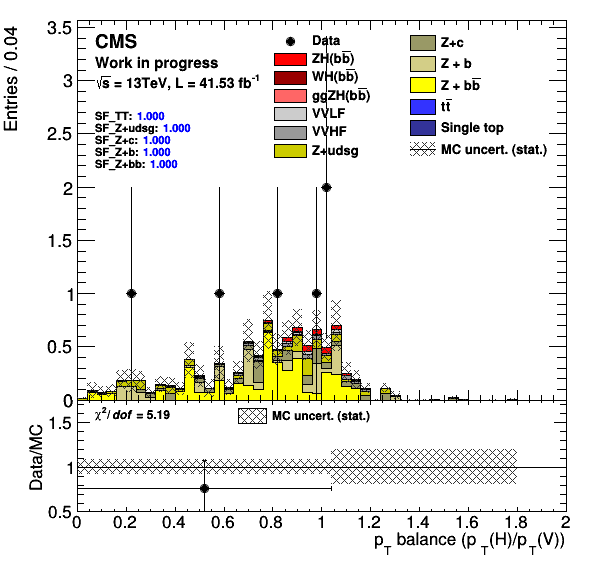 CMS
Work in progress
√s = 13TeV, L = 41.53 fb⁻¹
SF_TT: 1.000
SF_Z+udsg: 1.000
SF_Z+c: 1.000
SF_Z+b: 1.000
SF_Z+bb: 1.000
Data
ZH(bb̅)
WH(bb̅)
ggZH(bb̅)
VVLF
VVHF
Z+udsg
Z+c
Z + b
Z + bb̅
tt̅
Single top
MC uncert. (stat.)
Entries / 0.04
3.5
3
2.5
2
1.5
1
0.5
0
χ²/dof = 5.19
MC uncert. (stat.)
Data/MC
1.5
1
0.5
0 0.2 0.4 0.6 0.8 1 1.2 1.4 1.6 1.8 2
p_T balance (p_T(H)/p_T(V))